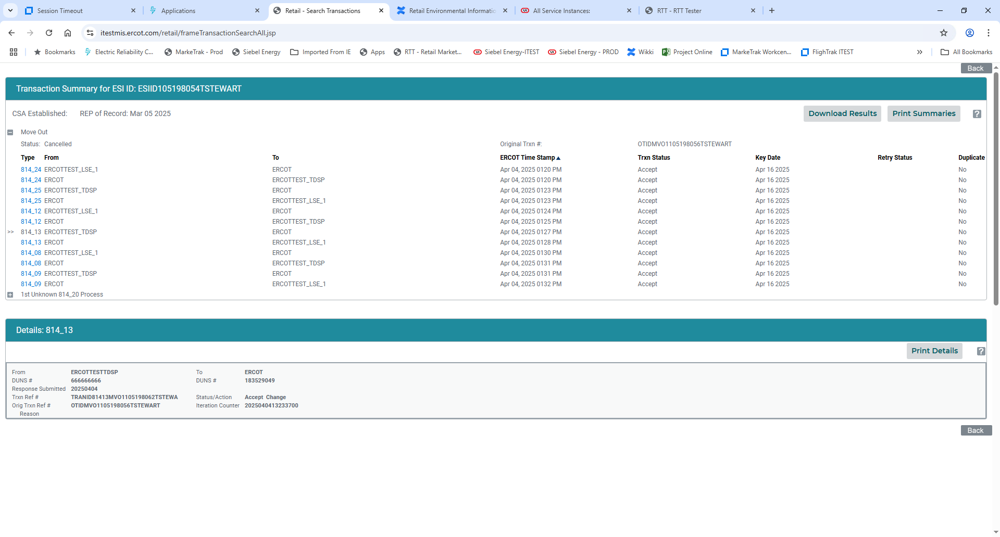 Session Timeout
Applications
Retail - Search Transactions
Retail Environmental Informatio
All Service Instances:
RTT - RTT Tester
itestmis.ercot.com/retail/frameTransactionSearchAll.jsp
Bookmarks
Electric Reliability C...
MarkeTrak - Prod
Siebel Energy
Imported From IE
Apps
RTT - Retail Market...
Siebel Energy-ITEST
Siebel Energy - PROD
Wikki
Project Online
MarkeTrak Workcen...
FlighTrak ITEST
All Bookmarks
Back
Transaction Summary for ESI ID: ESIID105198054TSTEWART
CSA Established: REP of Record: Mar 05 2025
Download Results
Print Summaries
?
Move Out
Status: Cancelled Original Trxn #: OTIDMVO1105198056TSTEWART
Type From To ERCOT Time Stamp Trxn Status Key Date Retry Status Duplicate
814_24 ERCOTTEST_LSE_1 ERCOT Apr 04, 2025 0120 PM Accept Apr 16 2025 No
814_24 ERCOT ERCOTTEST_TDSP Apr 04, 2025 0120 PM Accept Apr 16 2025 No
814_25 ERCOTTEST_TDSP ERCOT Apr 04, 2025 0123 PM Accept Apr 16 2025 No
814_25 ERCOT ERCOTTEST_LSE_1 Apr 04, 2025 0123 PM Accept Apr 16 2025 No
814_12 ERCOTTEST_LSE_1 ERCOT Apr 04, 2025 0124 PM Accept Apr 16 2025 No
814_12 ERCOT ERCOTTEST_TDSP Apr 04, 2025 0125 PM Accept Apr 16 2025 No
>> 814_13 ERCOTTEST_TDSP ERCOT Apr 04, 2025 0127 PM Accept Apr 16 2025 No
814_13 ERCOT ERCOTTEST_LSE_1 Apr 04, 2025 0128 PM Accept Apr 16 2025 No
814_08 ERCOTTEST_LSE_1 ERCOT Apr 04, 2025 0130 PM Accept Apr 16 2025 No
814_08 ERCOT ERCOTTEST_TDSP Apr 04, 2025 0131 PM Accept Apr 16 2025 No
814_09 ERCOTTEST_TDSP ERCOT Apr 04, 2025 0131 PM Accept Apr 16 2025 No
814_09 ERCOT ERCOTTEST_LSE_1 Apr 04, 2025 0132 PM Accept Apr 16 2025 No
1st Unknown 814_20 Process
Details: 814_13
Print Details
?
From ERCOTTESTTDSP To ERCOT
DUNS # 666666666 DUNS # 183529049
Response Submitted 20250404
Trxn Ref # TRANID81413MVO1105198062TSTEWA Status/Action Accept Change
Orig Trxn Ref # OTIDMVO1105198056TSTEWART Iteration Counter 2025040413233700
Reason
Back